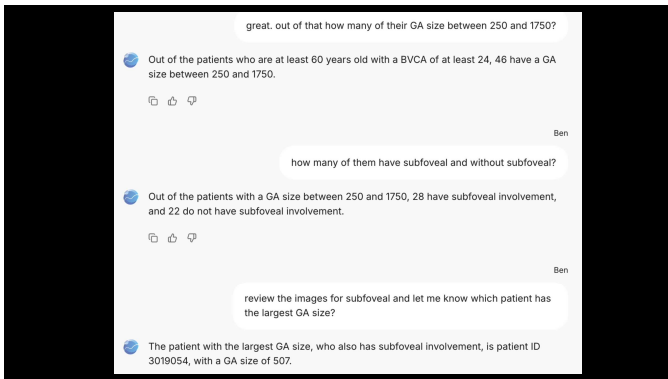 great. out of that how many of their GA size between 250 and 1750?
Out of the patients who are at least 60 years old with a BVCA of at least 24, 46 have a GA
size between 250 and 1750.
Ben
how many of them have subfoveal and without subfoveal?
Out of the patients with a GA size between 250 and 1750, 28 have subfoveal involvement,
and 22 do not have subfoveal involvement.
Ben
review the images for subfoveal and let me know which patient has
the largest GA size?
The patient with the largest GA size, who also has subfoveal involvement, is patient ID
3019054, with a GA size of 507.